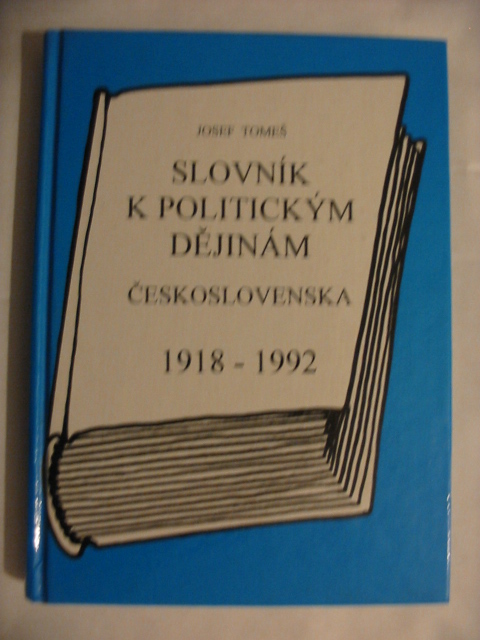 JOSEF TOMEŠ
SLOVNÍK
K POLITICKÝM
DĚJINÁM
ČESKOSLOVENSKA
1918 - 1992